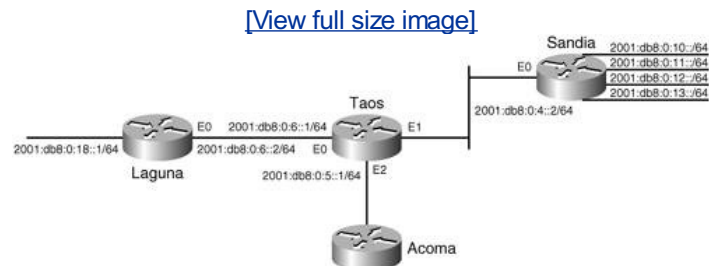 [View full size image]
Sandia
2001:db8:0:10::/64
2001:db8:0:11::/64
2001:db8:0:12::/64
2001:db8:0:13::/64
E0
2001:db8:0:4::2/64
Taos
E0
2001:db8:0:6::1/64
E1
2001:db8:0:18::1/64
2001:db8:0:6::2/64
E0
Laguna
2001:db8:0:5::1/64
E2
Acoma